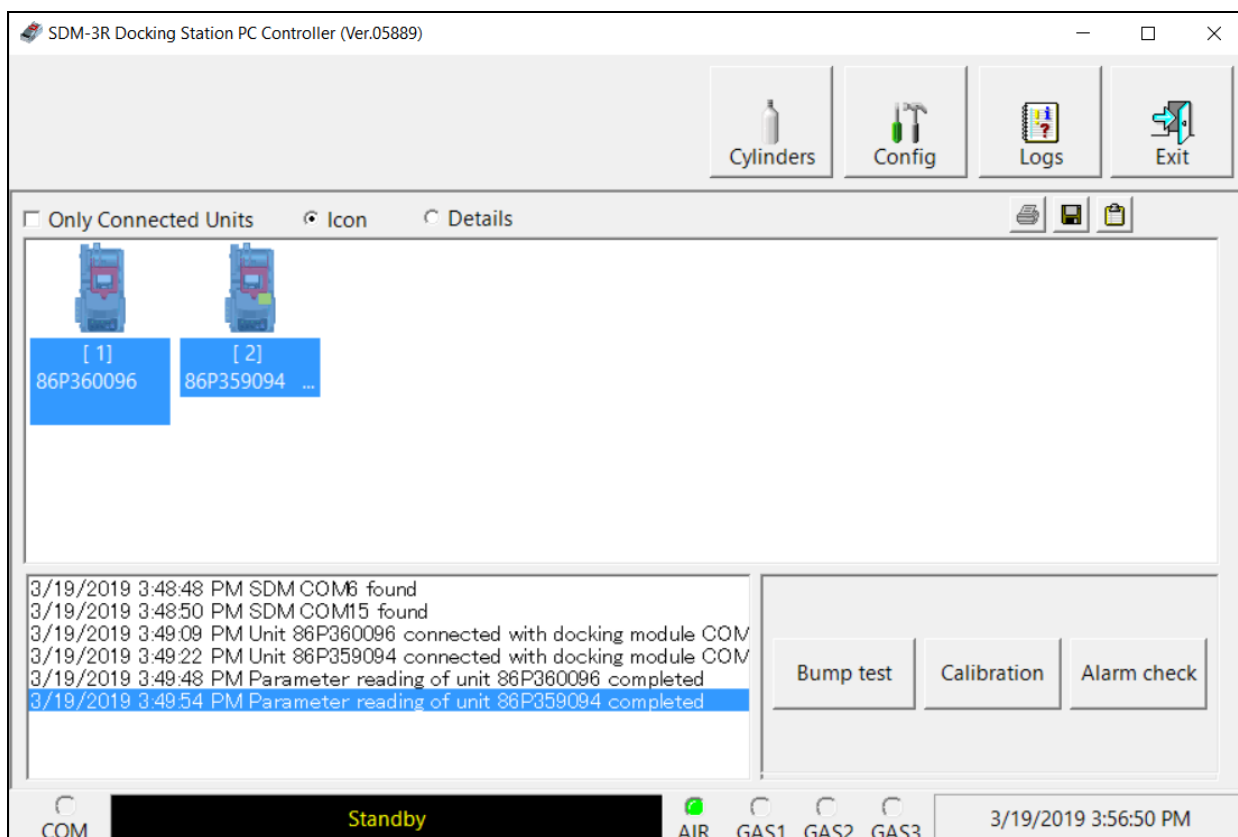 SDM-3R Docking Station PC Controller (Ver.05889)
Cylinders
Config
Logs
Exit
Only Connected Units
Icon
Details
[ 1]
86P360096
[ 2]
86P359094 ...
3/19/2019 3:48:48 PM SDM COM6 found
3/19/2019 3:48:50 PM SDM COM15 found
3/19/2019 3:49:09 PM Unit 86P360096 connected with docking module COM
3/19/2019 3:49:22 PM Unit 86P359094 connected with docking module COM
3/19/2019 3:49:48 PM Parameter reading of unit 86P360096 completed
3/19/2019 3:49:54 PM Parameter reading of unit 86P359094 completed
Bump test
Calibration
Alarm check
COM
Standby
AIR
GAS1
GAS2
GAS3
3/19/2019 3:56:50 PM